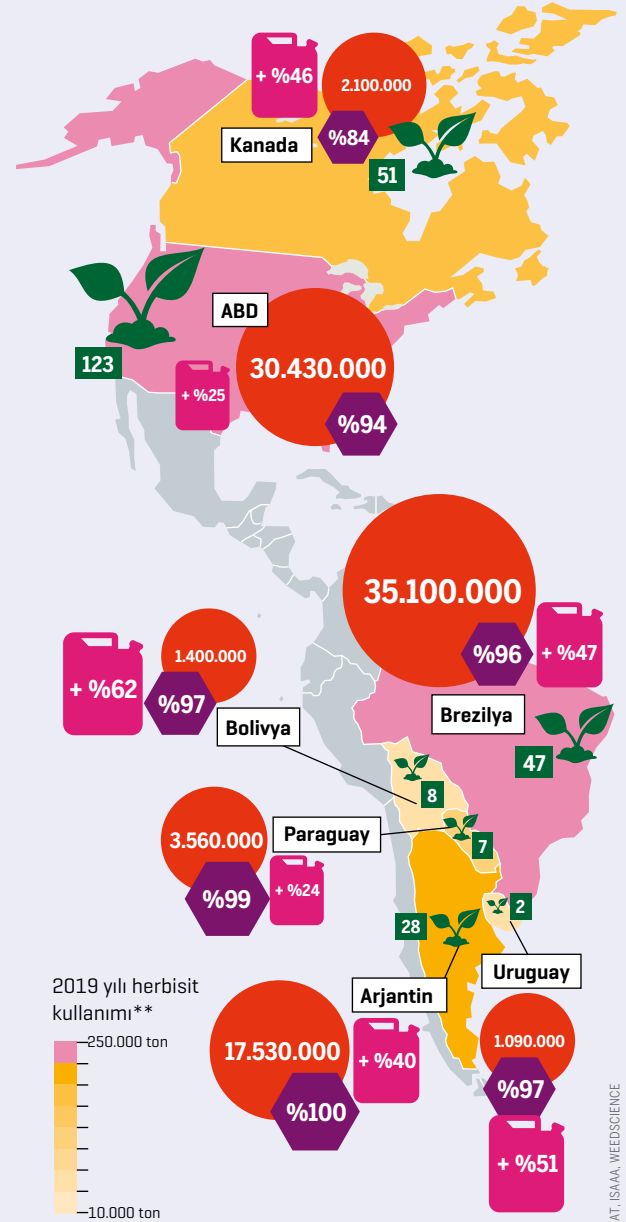 + %46
2.100.000
%84
Kanada
51
ABD
123
30.430.000
+ %25
%94
35.100.000
%96
+ %47
Brezilya
47
1.400.000
+ %62
%97
Bolivya
8
Paraguay
7
3.560.000
%99
+ %24
2
28
Uruguay
Arjantin
2019 yılı herbisit
kullanımı**
250.000 ton
10.000 ton
17.530.000
+ %40
%100
1.090.000
%97
+ %51
AT, ISAAA, WEEDSCIENCE